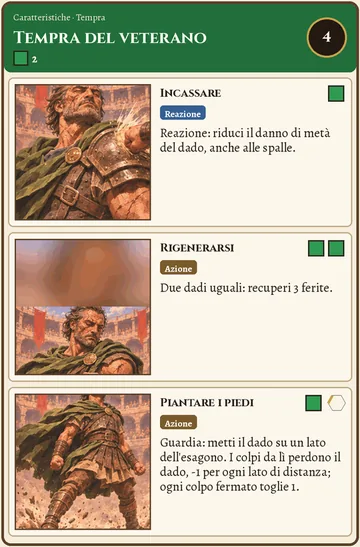 Caratteristiche · Tempra
Tempra del veterano
4
2
Incassare
Reazione
Reazione: riduci il danno di metà
del dado, anche alle spalle.
Rigenerarsi
Azione
Due dadi uguali: recuperi 3 ferite.
Piantare i piedi
Azione
Guardia: metti il dado su un lato
dell'esagono. I colpi da lì perdono il
dado, -1 per ogni lato di distanza;
ogni colpo fermato toglie 1.